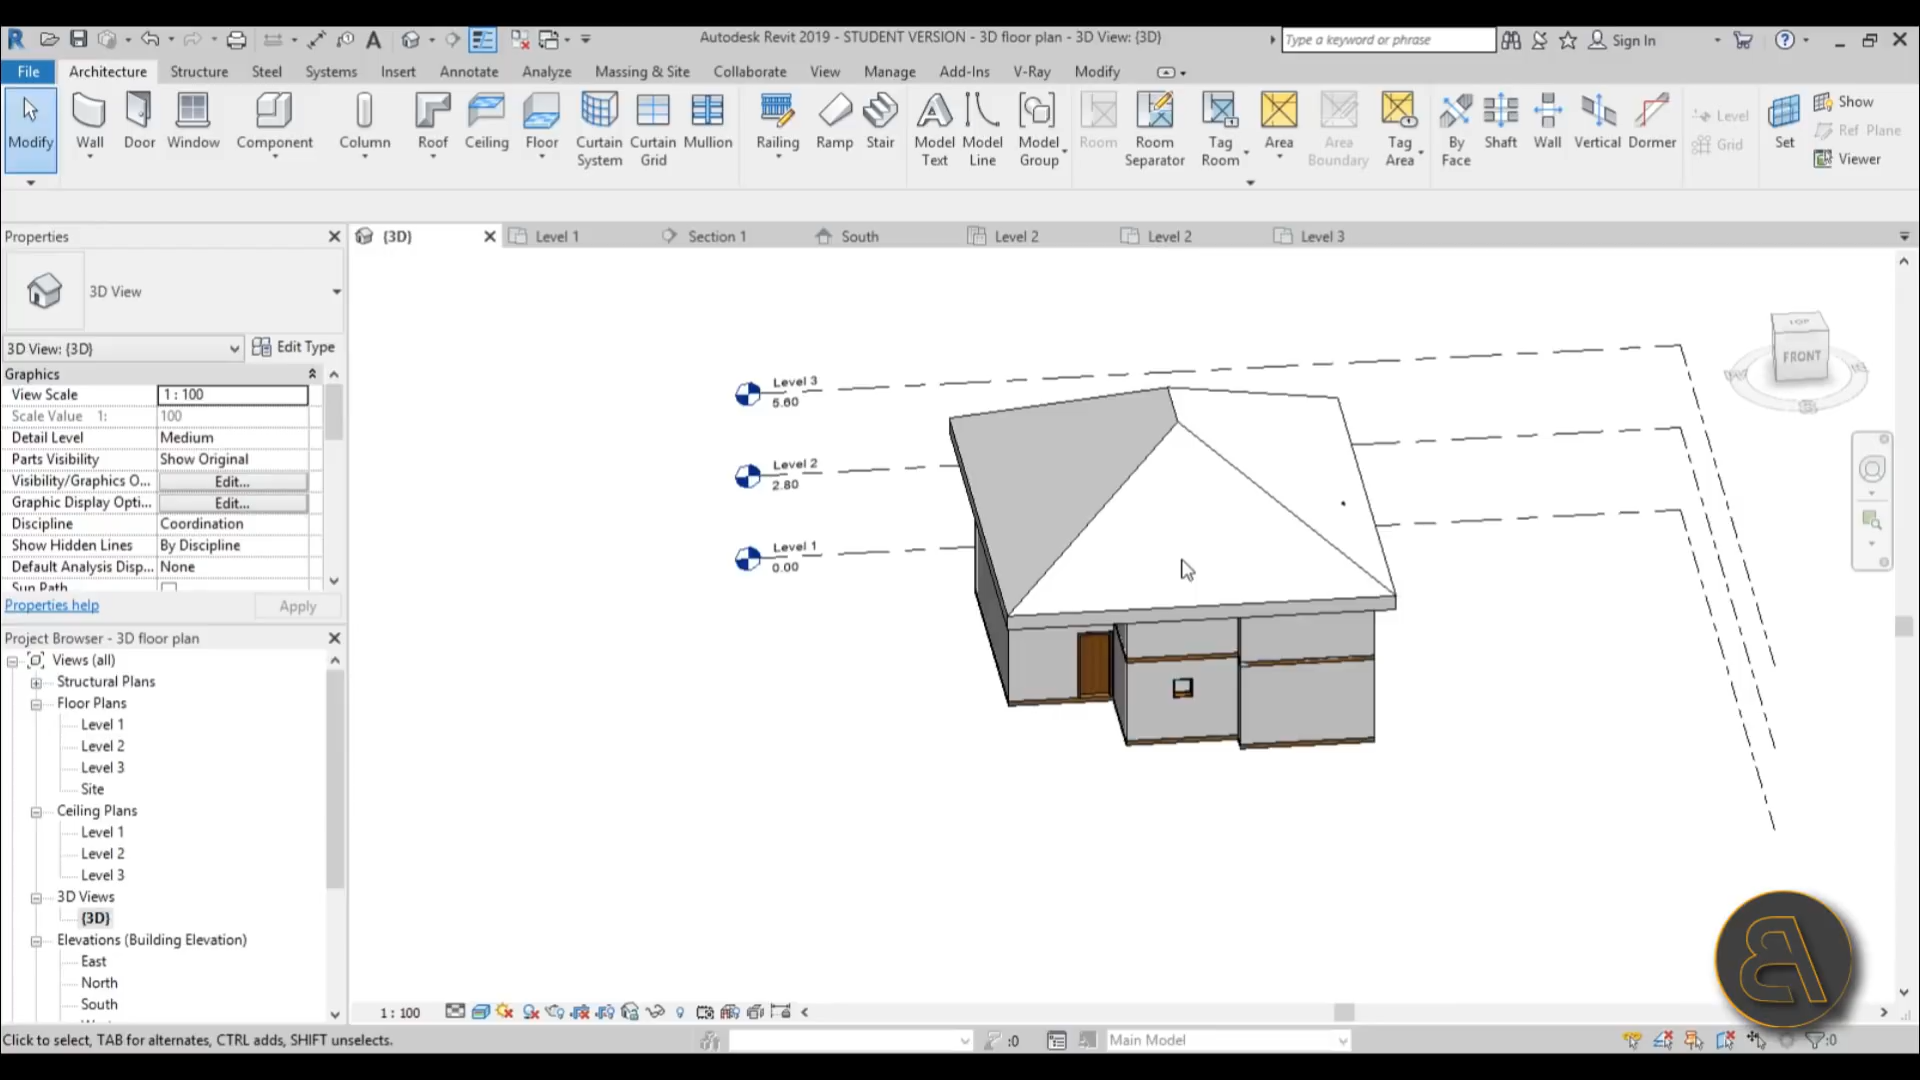 Autodesk Revit 2019 - STUDENT VERSION - 3D floor plan - 3D View: {3D}
Type a keyword or phrase
Sign In
File Architecture Structure Steel Systems Insert Annotate Analyze Massing & Site Collaborate View Manage Add-Ins V-Ray Modify
Modify Wall Door Window Component Column Roof Ceiling Floor Curtain System Curtain Grid Mullion Railing Ramp Stair Model Text Model Line Model Group Room Room Separator Tag Room Area Area Boundary Tag Area By Face Shaft Wall Vertical Dormer Level Grid Set Show Ref Plane Viewer
Properties
{3D} Level 1 Section 1 South Level 2 Level 2 Level 3
3D View
3D View: {3D} Edit Type
Graphics
View Scale 1 : 100
Scale Value 1: 100
Detail Level Medium
Parts Visibility Show Original
Visibility/Graphics O... Edit...
Graphic Display Opti... Edit...
Discipline Coordination
Show Hidden Lines By Discipline
Default Analysis Disp... None
Sun Path
Properties help Apply
Project Browser - 3D floor plan
Views (all)
Structural Plans
Floor Plans
Level 1
Level 2
Level 3
Site
Ceiling Plans
Level 1
Level 2
Level 3
3D Views
{3D}
Elevations (Building Elevation)
East
North
South
Level 3
5.60
Level 2
2.80
Level 1
0.00
TOP
FRONT
1 : 100
Click to select, TAB for alternates, CTRL adds, SHIFT unselects.
:0
Main Model
:0